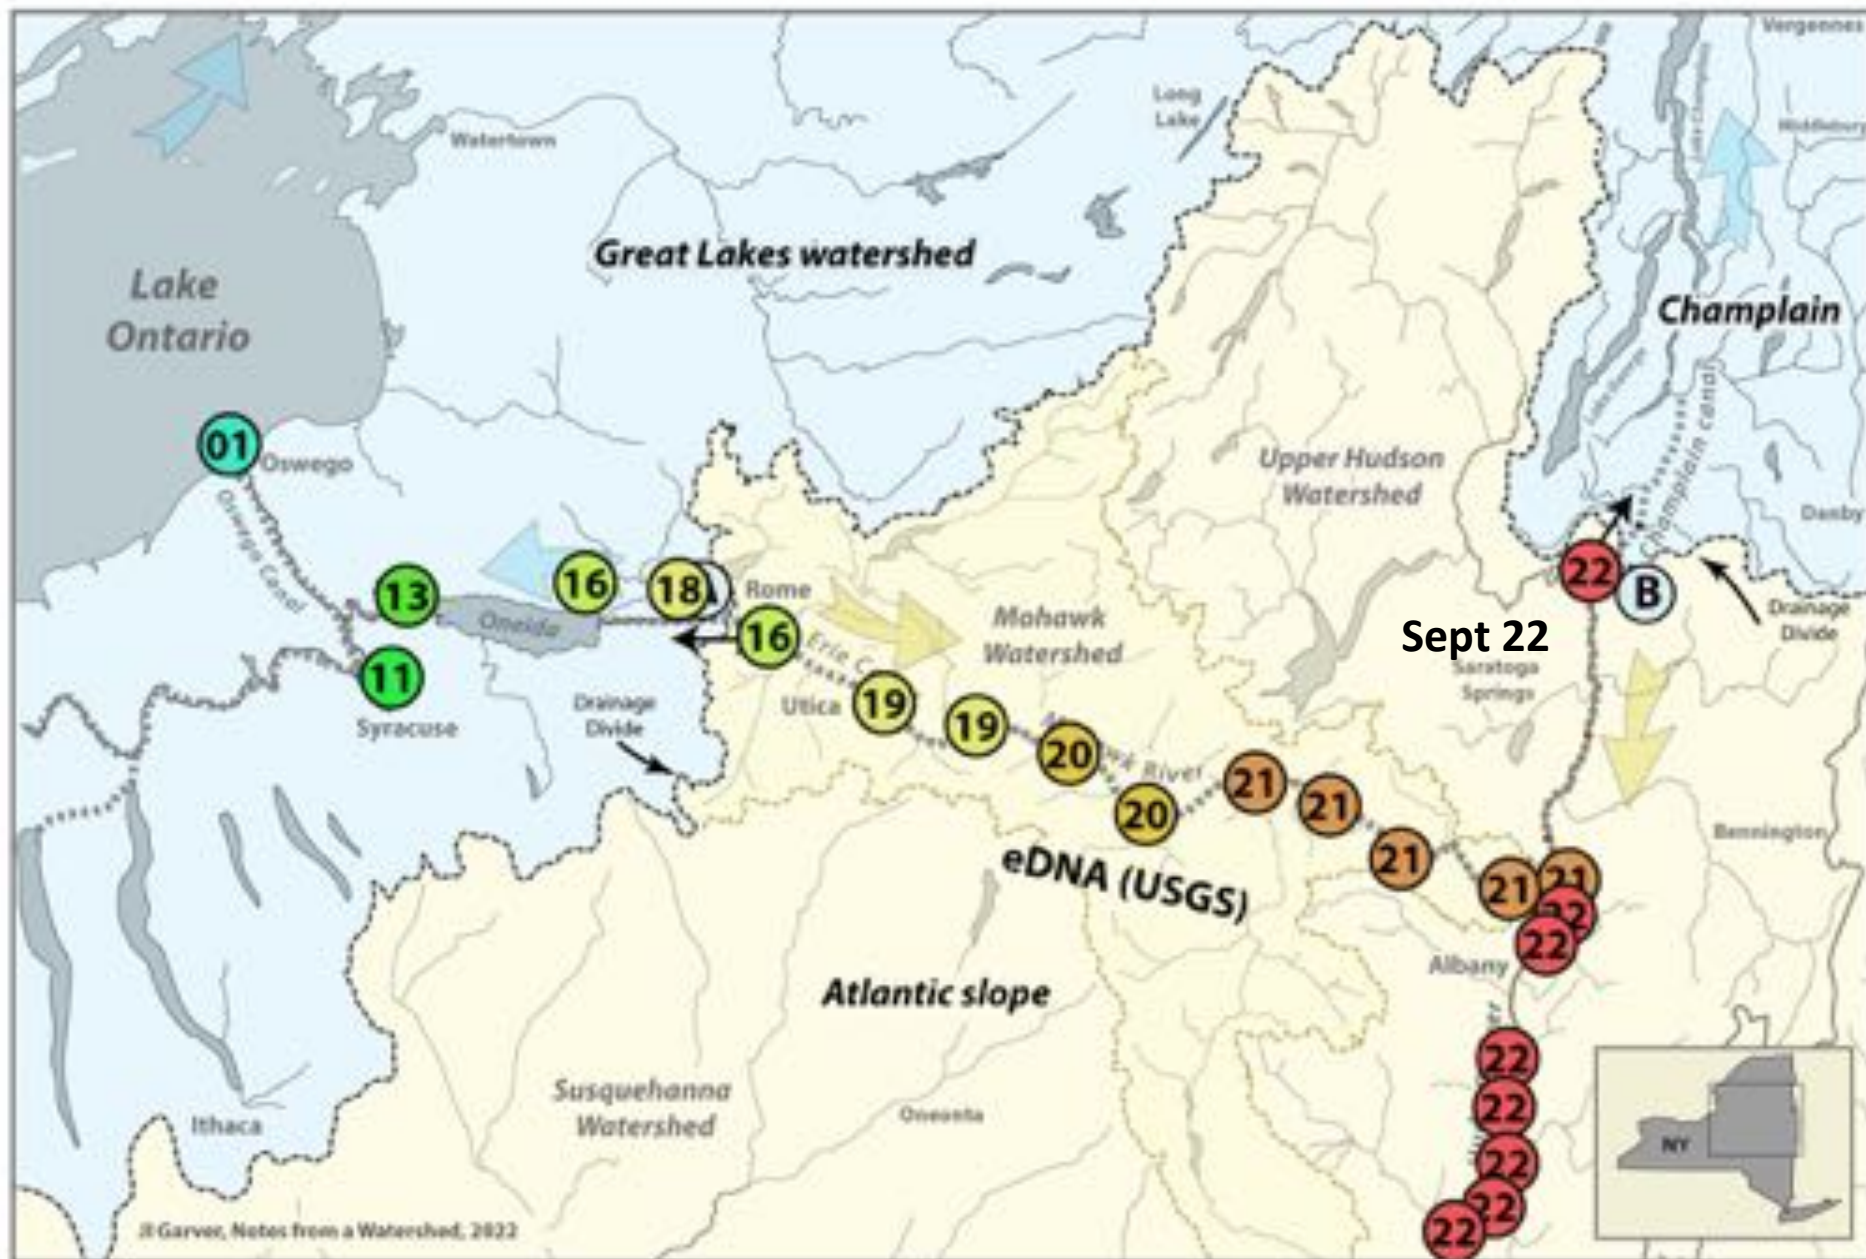 Vergennes
Long
Lake
Watertown
Middlebury
Great Lakes watershed
Lake
Ontario
Champlain
01
Oswego
Oswego Canal
Upper Hudson
Watershed
Champlain canal
Danby
13
16
18
Rome
22
B
Oneida
16
Erie C
Mohawk
Watershed
Sept 22
Drainage
Divide
11
Syracuse
Drainage
Divide
Utica
19
19
Saratoga
Springs
20
wk River
20
21
21
21
21
21
Bennington
eDNA (USGS)
22
22
Albany
Atlantic slope
22
22
22
22
22
Susquehanna
Watershed
Oneonta
Ithaca
NY
JI Garver, Notes from a Watershed, 2022